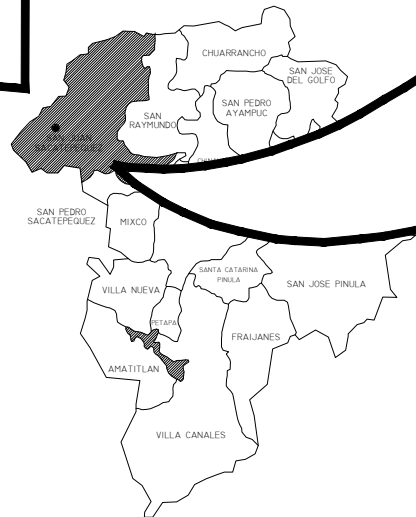 CHUARRANCHO
SAN JOSE
DEL GOLFO
SAN PEDRO
AYAMPUC
SAN
RAYMUNDO
SAN JUAN
SACATEPEQUEZ
SAN PEDRO
SACATEPEQUEZ
MIXCO
SANTA CATARINA
PINULA
SAN JOSE PINULA
VILLA NUEVA
PETAPA
FRAIJANES
AMATITLAN
VILLA CANALES